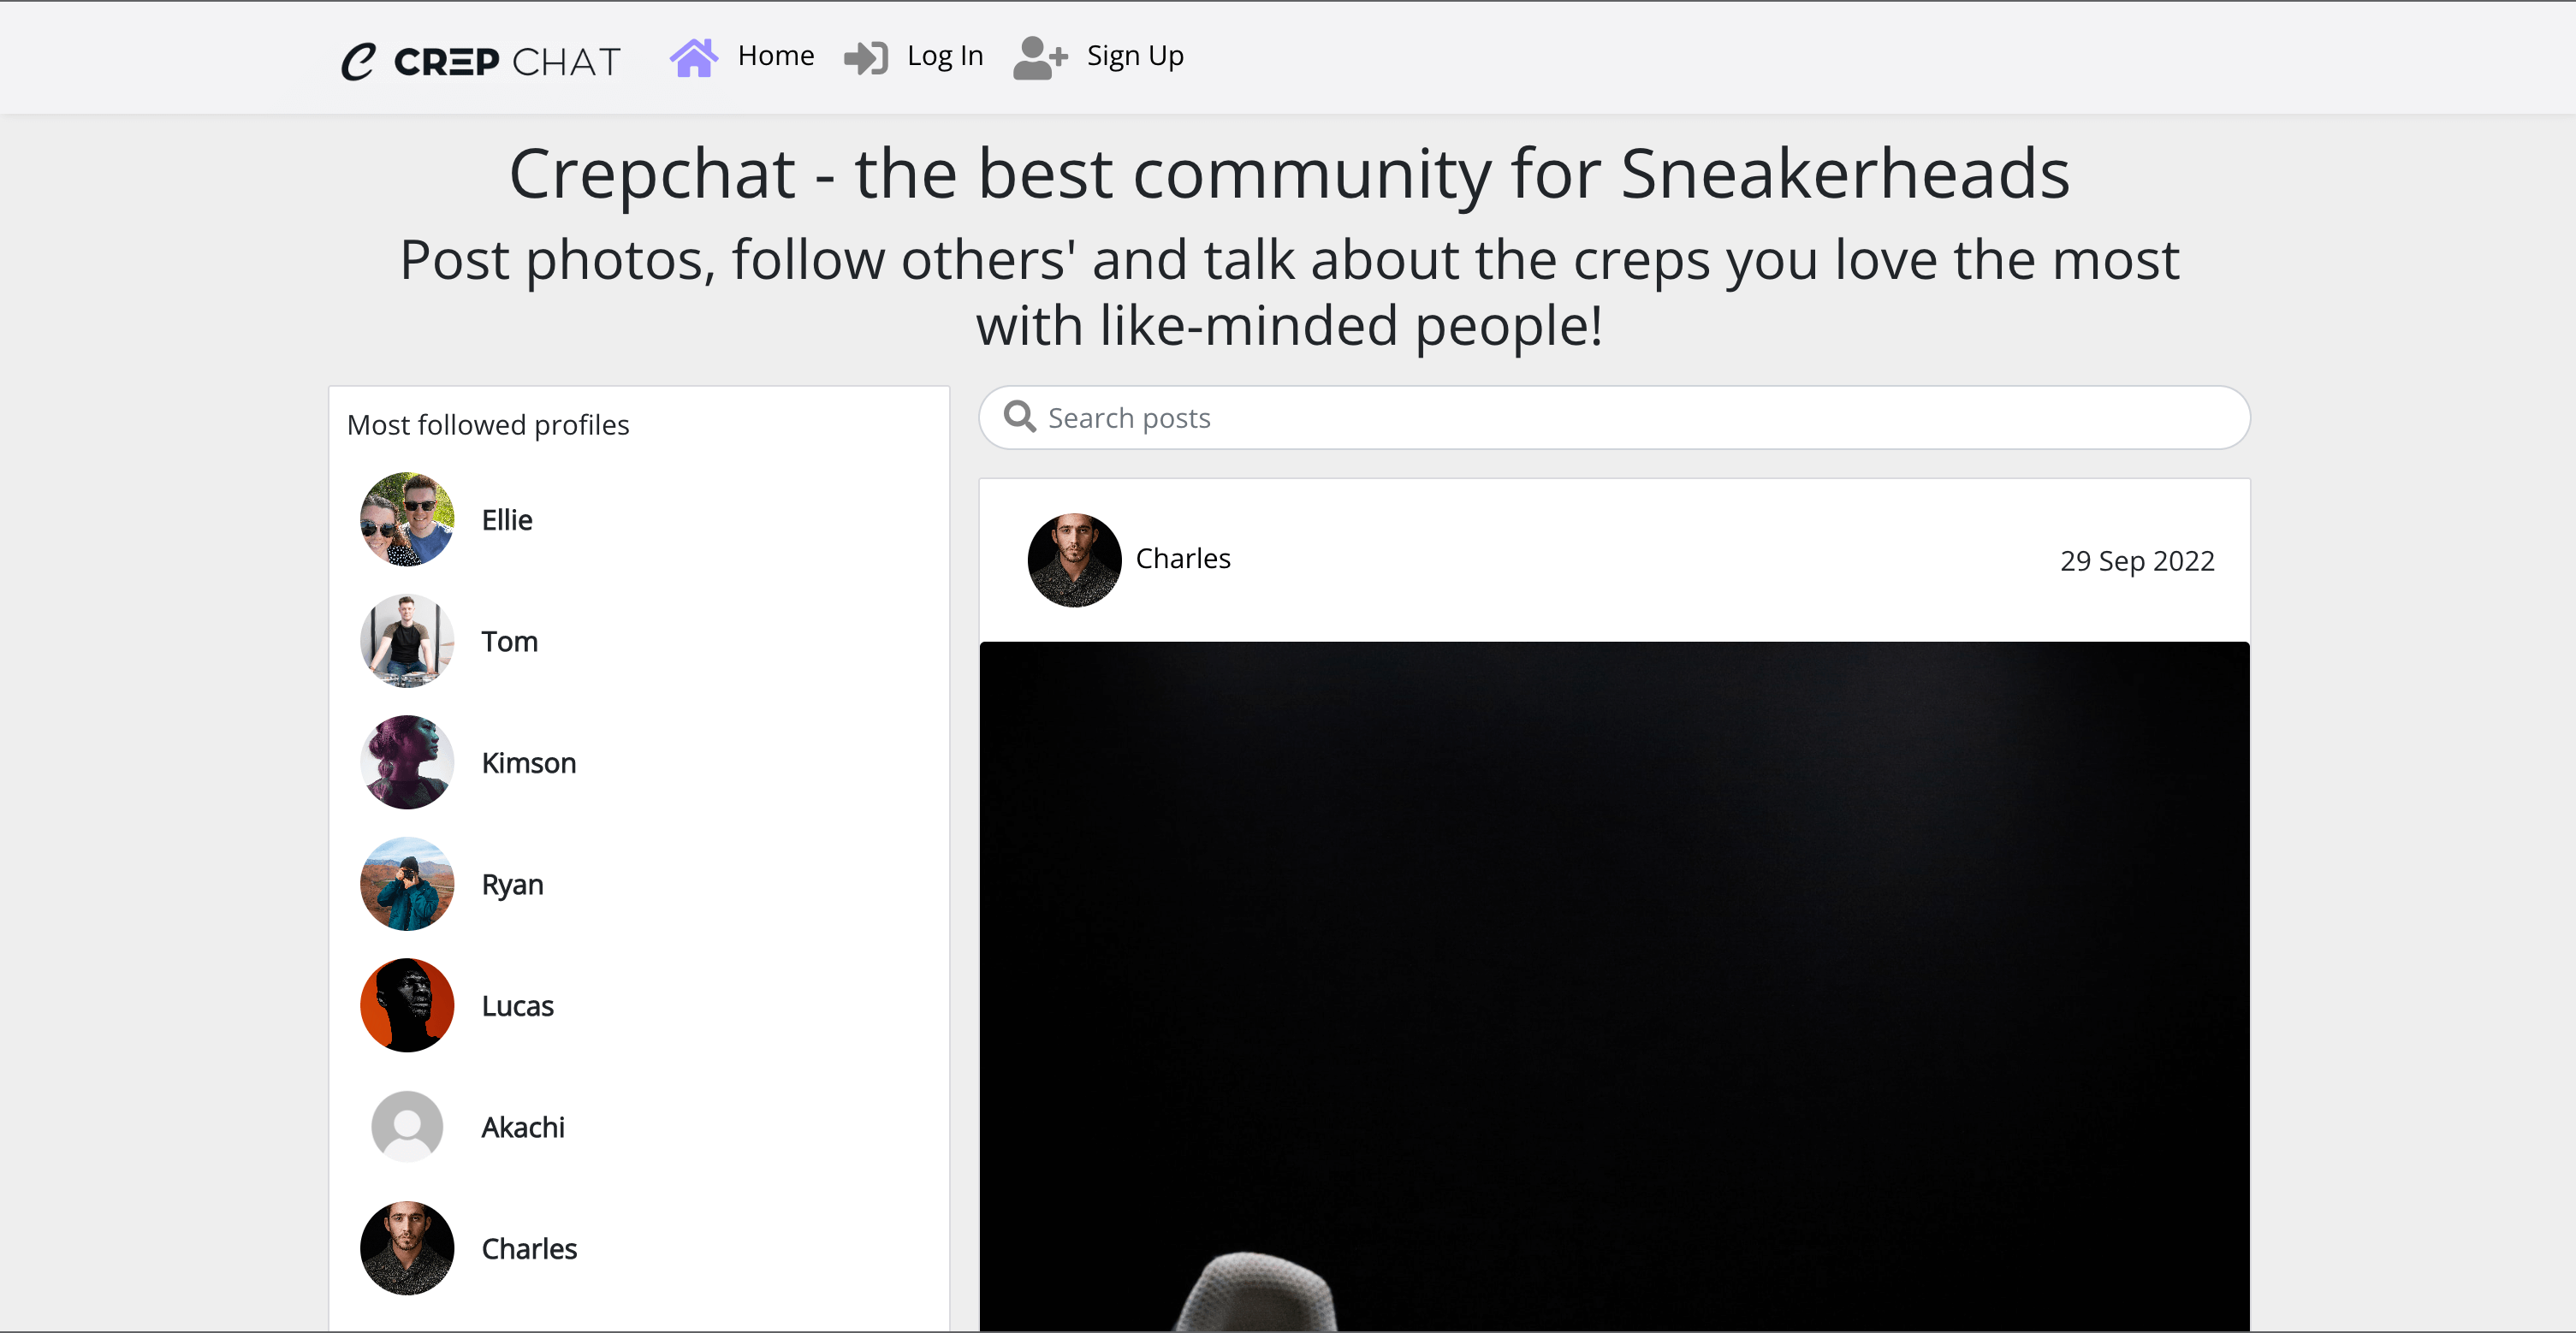 C CREP CHAT Home Log In Sign Up
Crepchat - the best community for Sneakerheads
Post photos, follow others' and talk about the creps you love the most
with like-minded people!
Most followed profiles
Ellie
Tom
Kimson
Ryan
Lucas
Akachi
Charles
Search posts
Charles 29 Sep 2022